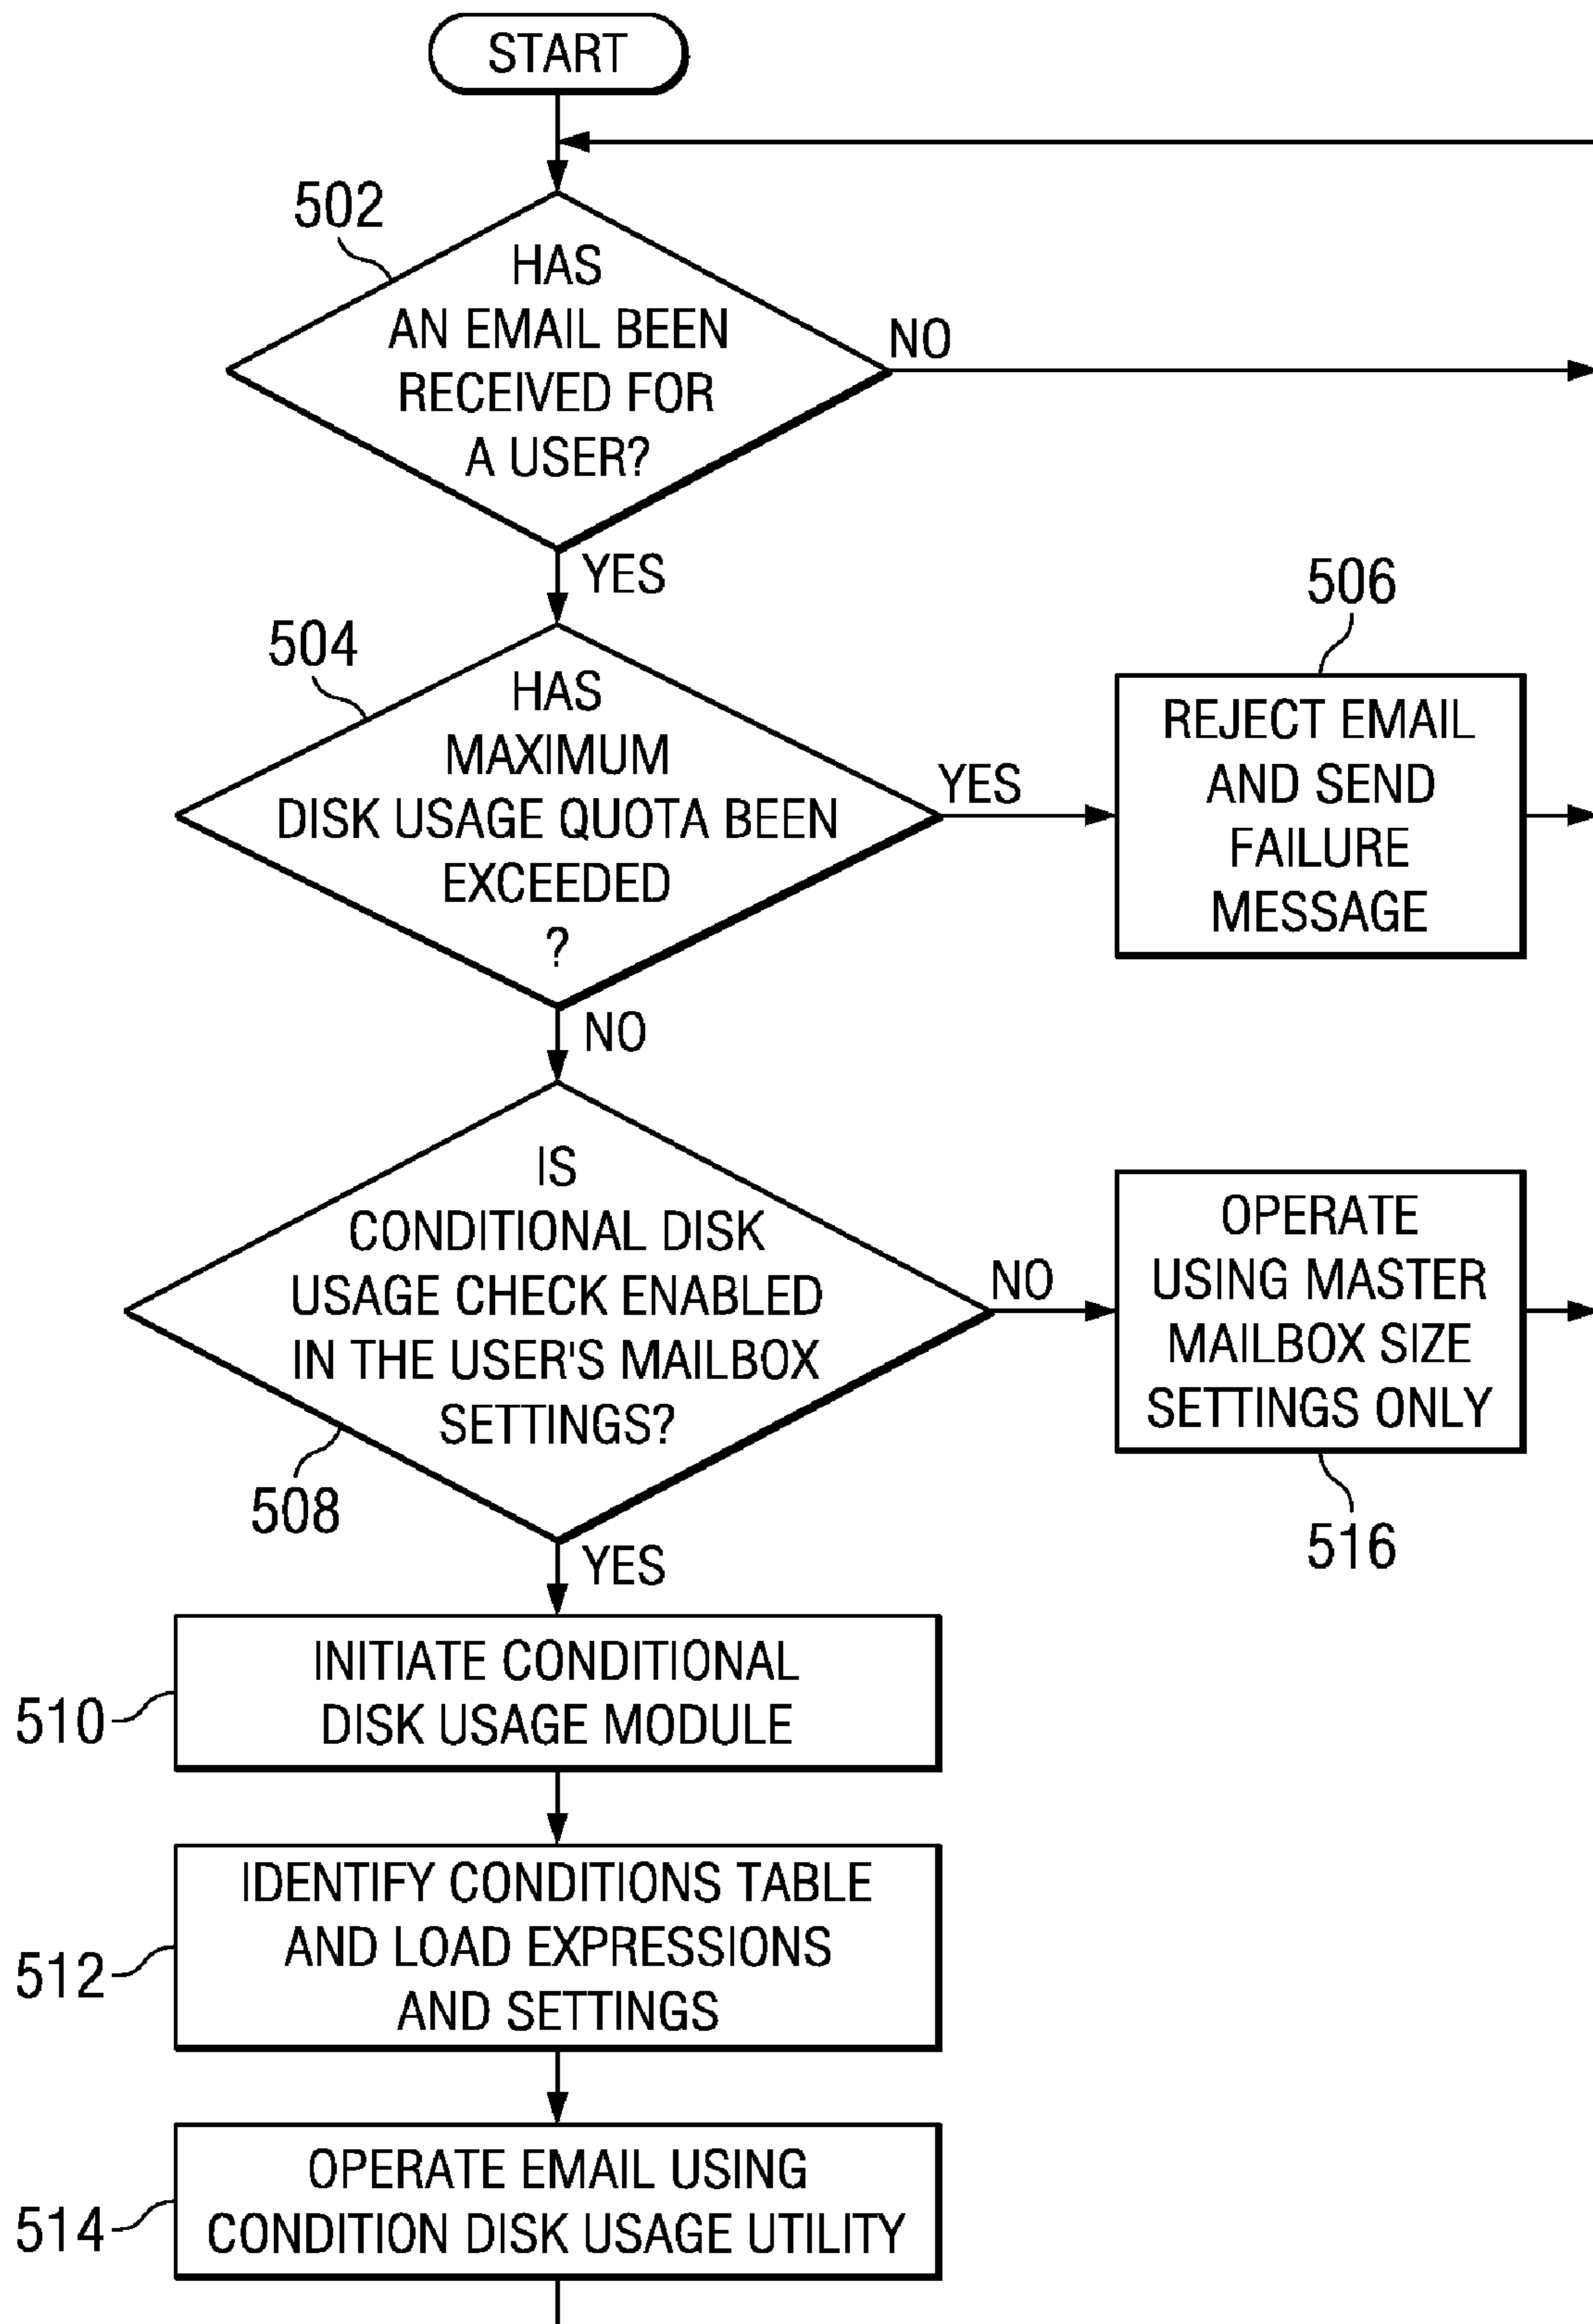 START
502
HAS
AN EMAIL BEEN
RECEIVED FOR
A USER?
NO
YES
504
HAS
MAXIMUM
DISK USAGE QUOTA BEEN
EXCEEDED
?
YES
506
REJECT EMAIL
AND SEND
FAILURE
MESSAGE
NO
IS
CONDITIONAL DISK
USAGE CHECK ENABLED
IN THE USER'S MAILBOX
SETTINGS?
508
NO
OPERATE
USING MASTER
MAILBOX SIZE
SETTINGS ONLY
516
YES
INITIATE CONDITIONAL
DISK USAGE MODULE
510
IDENTIFY CONDITIONS TABLE
AND LOAD EXPRESSIONS
AND SETTINGS
512
OPERATE EMAIL USING
CONDITION DISK USAGE UTILITY
514